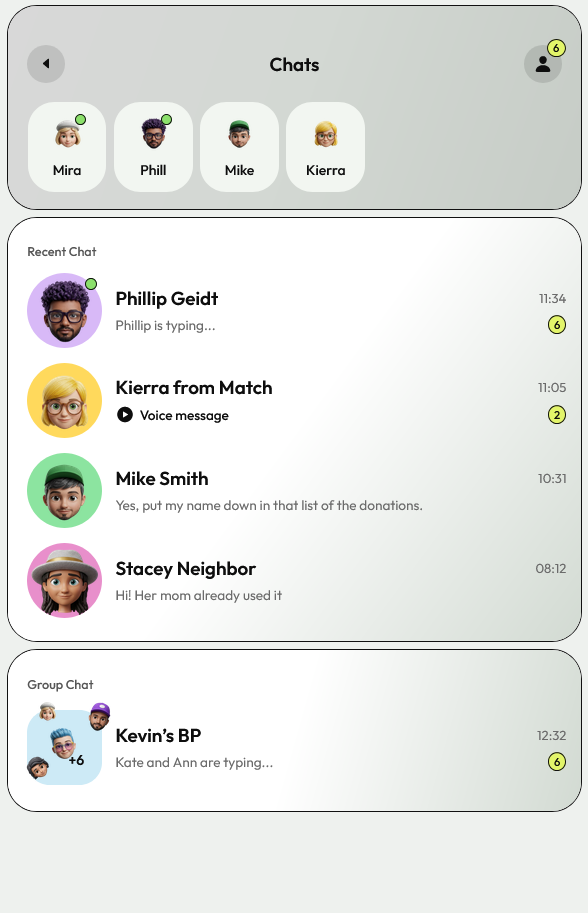 Chats
6
Mira
Phill
Mike
Kierra
Recent Chat
Phillip Geidt
11:34
Phillip is typing...
6
Kierra from Match
11:05
Voice message
2
Mike Smith
10:31
Yes, put my name down in that list of the donations.
Stacey Neighbor
08:12
Hi! Her mom already used it
Group Chat
+6
Kevin’s BP
12:32
Kate and Ann are typing...
6